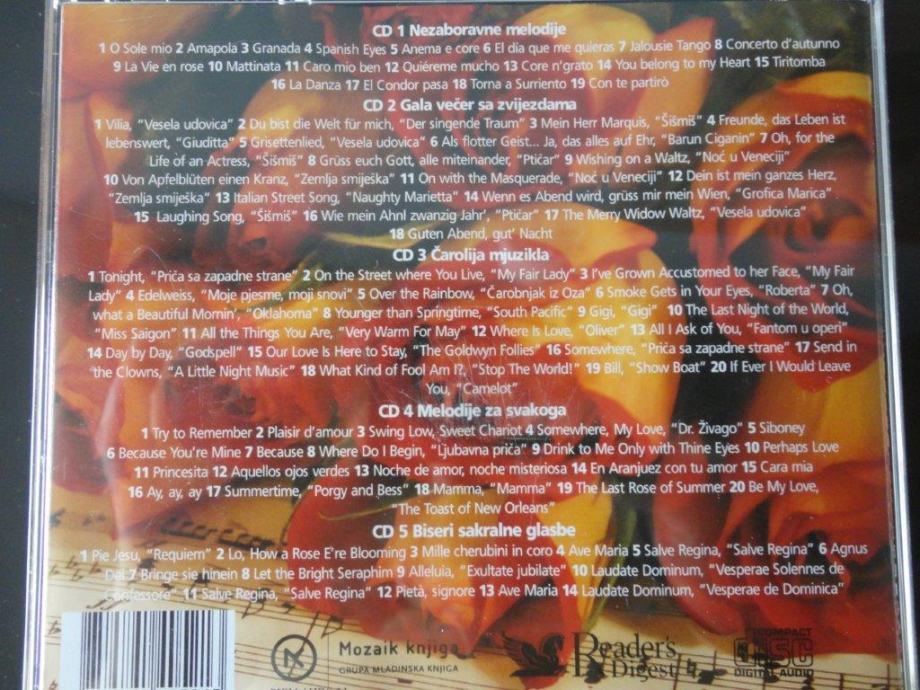 CD 1 Nezaboravne melodije
1 O Sole mio 2 Amapola 3 Granada 4 Spanish Eyes 5 Anema e core 6 El día que me quieras 7 Jalousie Tango 8 Concerto d'autunno
9 La Vie en rose 10 Mattinata 11 Caro mio ben 12 Quiéreme mucho 13 Core n'grato 14 You belong to my Heart 15 Tiritomba
16 La Danza 17 El Condor pasa 18 Torna a Surriento 19 Con te partirò
CD 2 Gala večer sa zvijezdama
1 Vilia, "Vesela udovica" 2 Du bist die Welt für mich, "Der singende Traum" 3 Mein Herr Marquis, "Šišmiš" 4 Freunde, das Leben ist
lebenswert, "Giuditta" 5 Grisettenlied, "Vesela udovica" 6 Als flotter Geist... Ja, das alles auf Ehr, "Barun Ciganin" 7 Oh, for the
Life of an Actress, "Šišmiš" 8 Grüss euch Gott, alle miteinander, "Ptičar" 9 Wishing on a Waltz, "Noć u Veneciji"
10 Von Apfelblüten einen Kranz, "Zemlja smiješka" 11 On with the Masquerade, "Noć u Veneciji" 12 Dein ist mein ganzes Herz,
"Zemlja smiješka" 13 Italian Street Song, "Naughty Marietta" 14 Wenn es Abend wird, grüss mir mein Wien, "Grofica Marica"
15 Laughing Song, "Šišmiš" 16 Wie mein Ahnl zwanzig Jahr', "Ptičar" 17 The Merry Widow Waltz, "Vesela udovica"
18 Guten Abend, gut' Nacht
CD 3 Čarolija mjuzikla
1 Tonight, "Priča sa zapadne strane" 2 On the Street where You Live, "My Fair Lady" 3 I've Grown Accustomed to her Face, "My Fair
Lady" 4 Edelweiss, "Moje pjesme, moji snovi" 5 Over the Rainbow, "Čarobnjak iz Oza" 6 Smoke Gets in Your Eyes, "Roberta" 7 Oh,
what a Beautiful Mornin', "Oklahoma" 8 Younger than Springtime, "South Pacific" 9 Gigi, "Gigi" 10 The Last Night of the World,
"Miss Saigon" 11 All the Things You Are, "Very Warm For May" 12 Where Is Love, "Oliver" 13 All I Ask of You, "Fantom u operi"
14 Day by Day, "Godspell" 15 Our Love Is Here to Stay, "The Goldwyn Follies" 16 Somewhere, "Priča sa zapadne strane" 17 Send in
the Clowns, "A Little Night Music" 18 What Kind of Fool Am I?, "Stop The World!" 19 Bill, "Show Boat" 20 If Ever I Would Leave
You, "Camelot"
CD 4 Melodije za svakoga
1 Try to Remember 2 Plaisir d'amour 3 Swing Low, Sweet Chariot 4 Somewhere, My Love, "Dr. Živago" 5 Siboney
6 Because You're Mine 7 Because 8 Where Do I Begin, "Ljubavna priča" 9 Drink to Me Only with Thine Eyes 10 Perhaps Love
11 Princesita 12 Aquellos ojos verdes 13 Noche de amor, noche misteriosa 14 En Aranjuez con tu amor 15 Cara mia
16 Ay, ay, ay 17 Summertime, "Porgy and Bess" 18 Mamma, "Mamma" 19 The Last Rose of Summer 20 Be My Love,
"The Toast of New Orleans"
CD 5 Biseri sakralne glasbe
1 Pie Jesu, "Requiem" 2 Lo, How a Rose E're Blooming 3 Mille cherubini in coro 4 Ave Maria 5 Salve Regina, "Salve Regina" 6 Agnus
Dei 7 Bringe sie hinein 8 Let the Bright Seraphim 9 Alleluia, "Exultate jubilate" 10 Laudate Dominum, "Vesperae Solennes de
Confessore" 11 Salve Regina, "Salve Regina" 12 Pietà, signore 13 Ave Maria 14 Laudate Dominum, "Vesperae de Dominica"
Mozaik knjiga
GRUPA MLADINSKA KNJIGA
Reader's Digest
COMPACT disc DIGITAL AUDIO